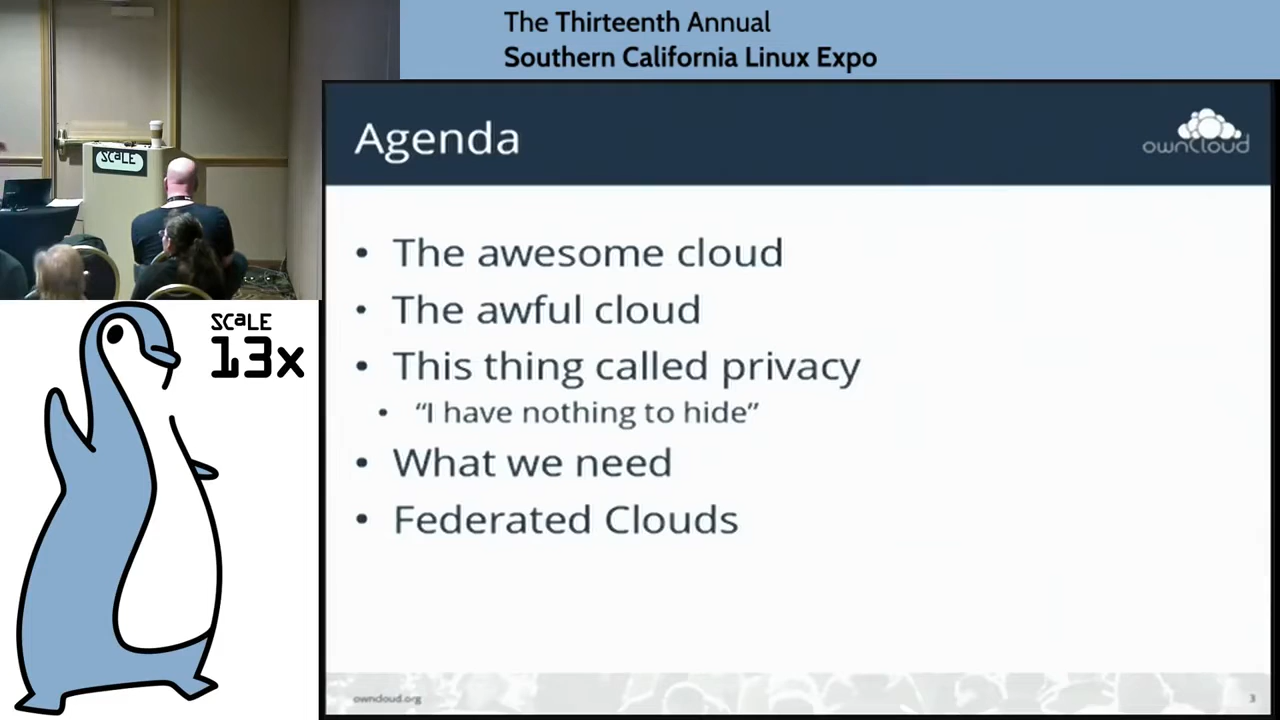 The Thirteenth Annual
Southern California Linux Expo
SCaLE
Agenda
ownCloud
• The awesome cloud
• The awful cloud
• This thing called privacy
• “I have nothing to hide”
• What we need
• Federated Clouds
SCaLE
13x
owncloud.org
3